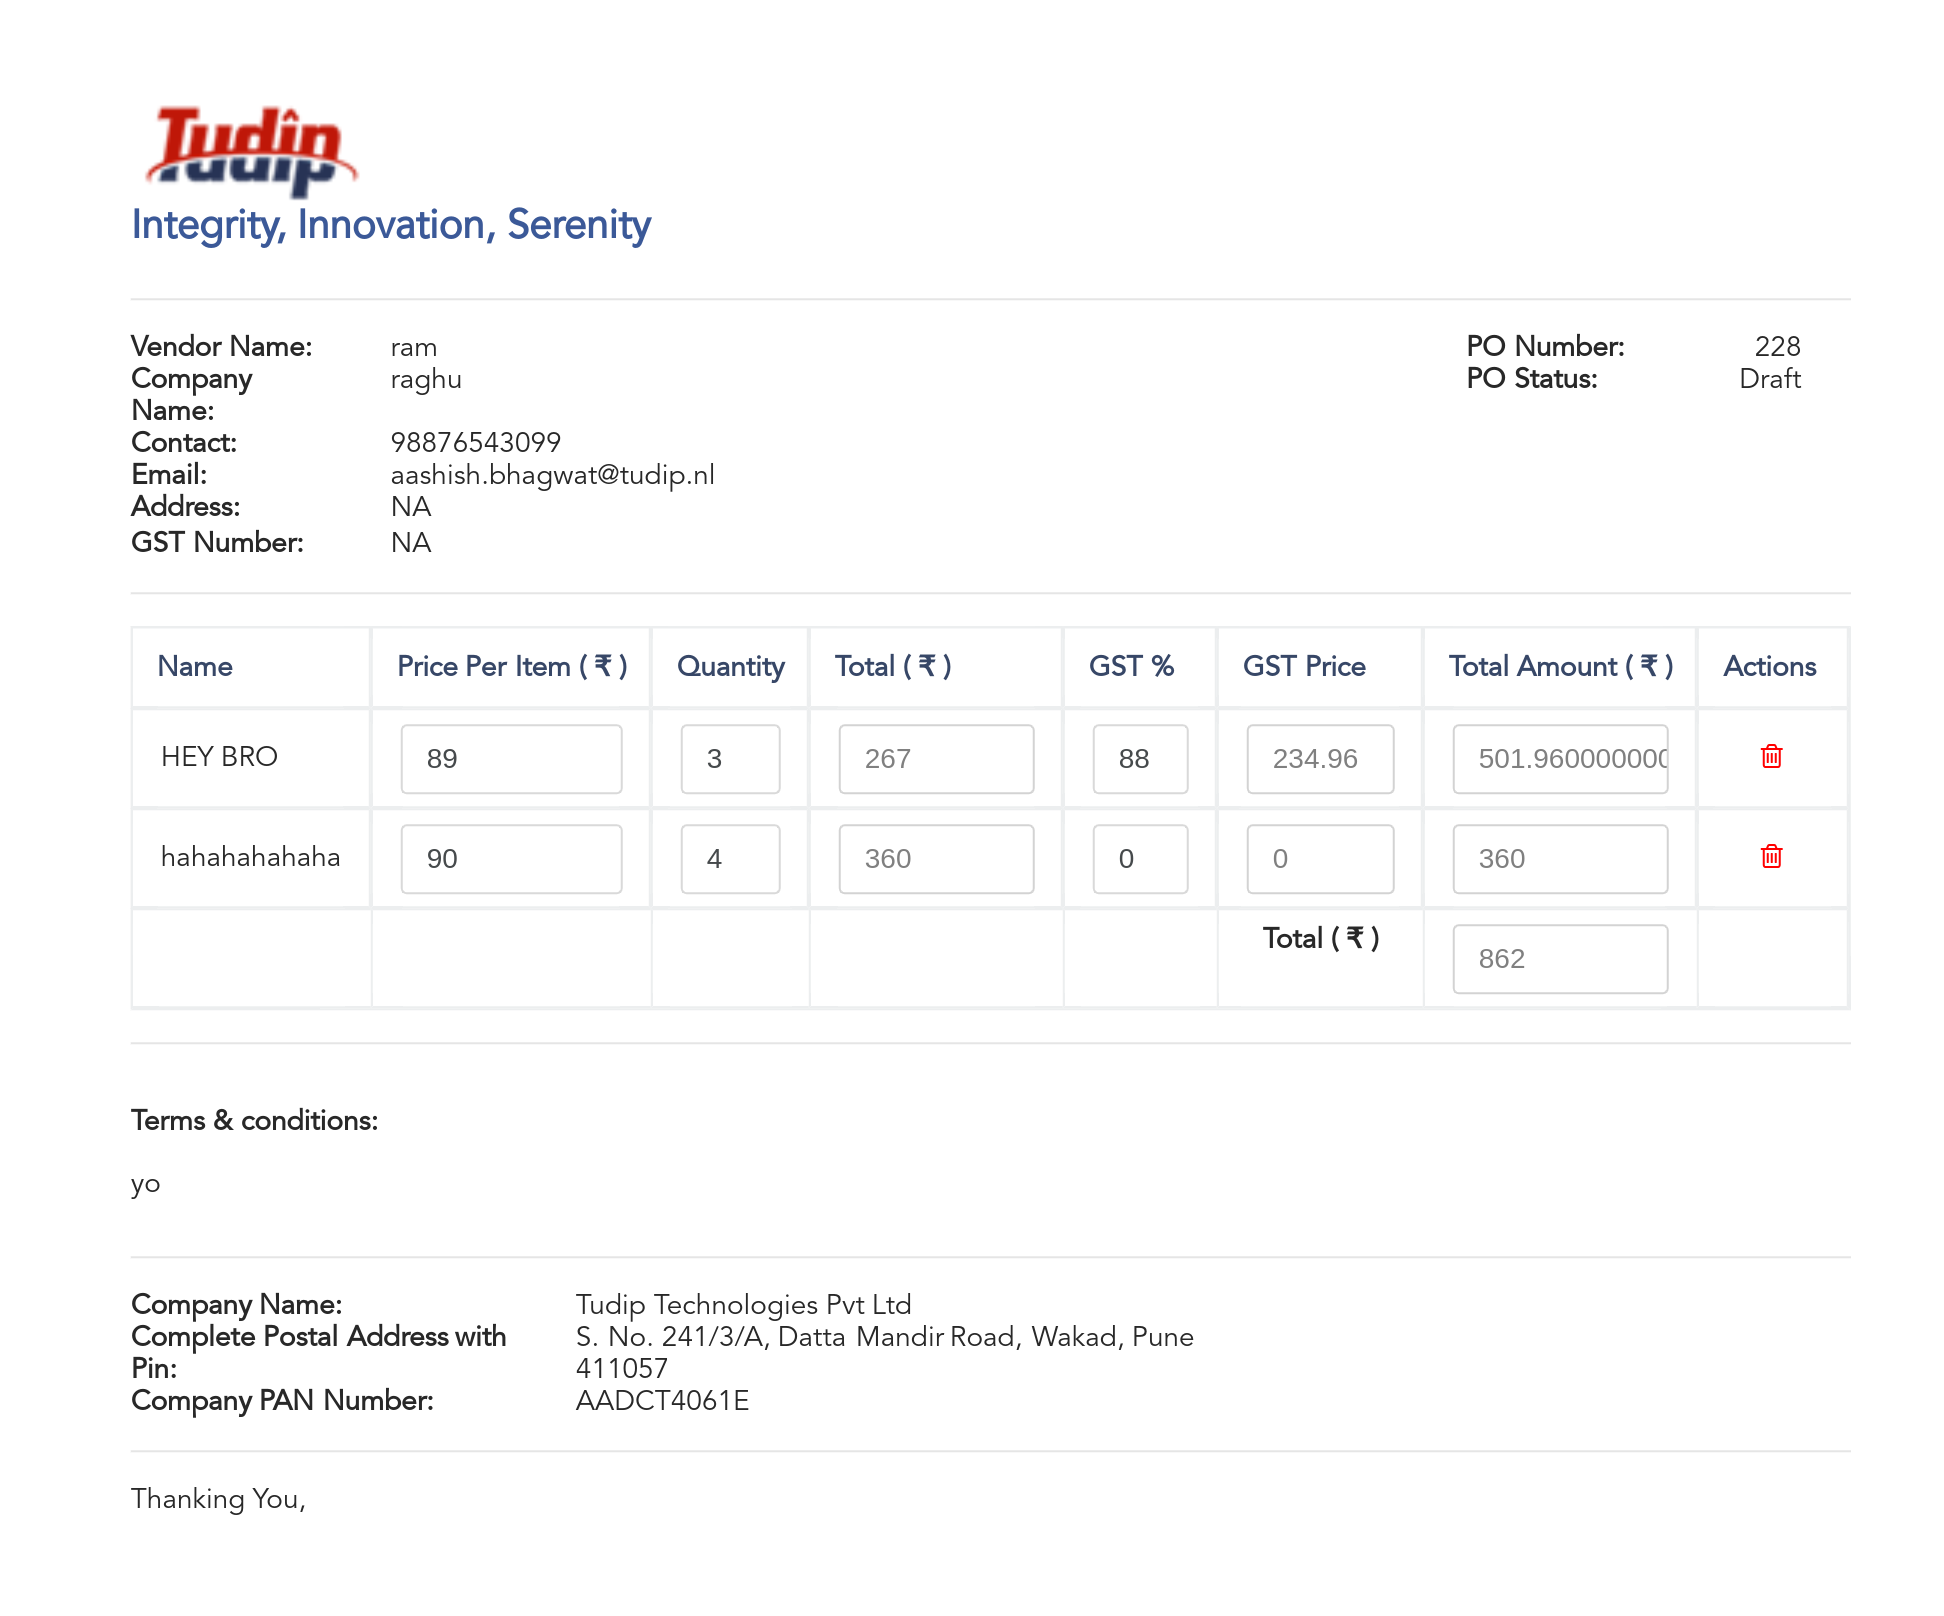 Tudip
Integrity, Innovation, Serenity
Vendor Name: ram PO Number: 228
Company raghu PO Status: Draft
Name:
Contact: 98876543099
Email: aashish.bhagwat@tudip.nl
Address: NA
GST Number: NA
Name Price Per Item ( ₹ ) Quantity Total ( ₹ ) GST % GST Price Total Amount ( ₹ ) Actions
HEY BRO 89 3 267 88 234.96 501.960000000
hahahahahaha 90 4 360 0 0 360
Total ( ₹ ) 862
Terms & conditions:
yo
Company Name: Tudip Technologies Pvt Ltd
Complete Postal Address with S. No. 241/3/A, Datta Mandir Road, Wakad, Pune
Pin: 411057
Company PAN Number: AADCT4061E
Thanking You,